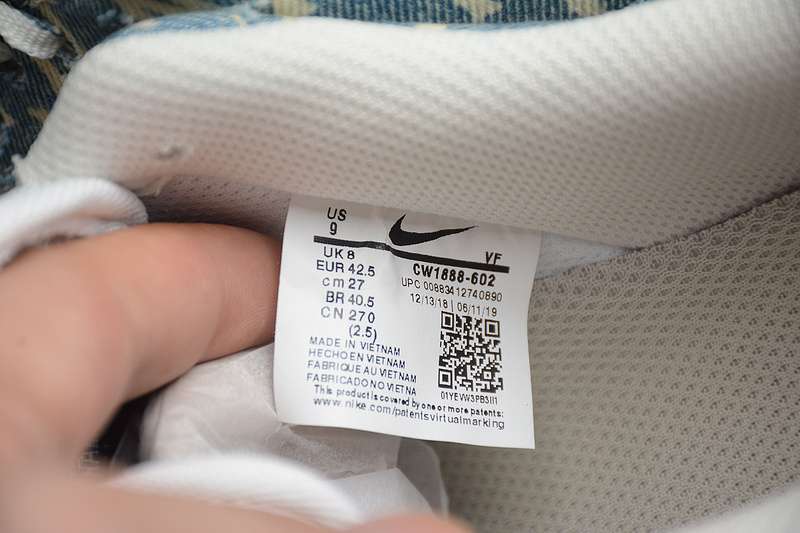 US
9
VF
UK 8
EUR 42.5
cm 27
BR 40.5
CN 270
(2.5)
CW1888-602
UPC 00883412740890
12/13/18 | 06/11/19
01YEVW3PB3II1
MADE IN VIETNAM
HECHO EN VIETNAM
FABRIQUE AU VIETNAM
FABRICADO NO VIETNA
This product is covered by one or more patents:
www.nike.com/patentsvirtualmarking